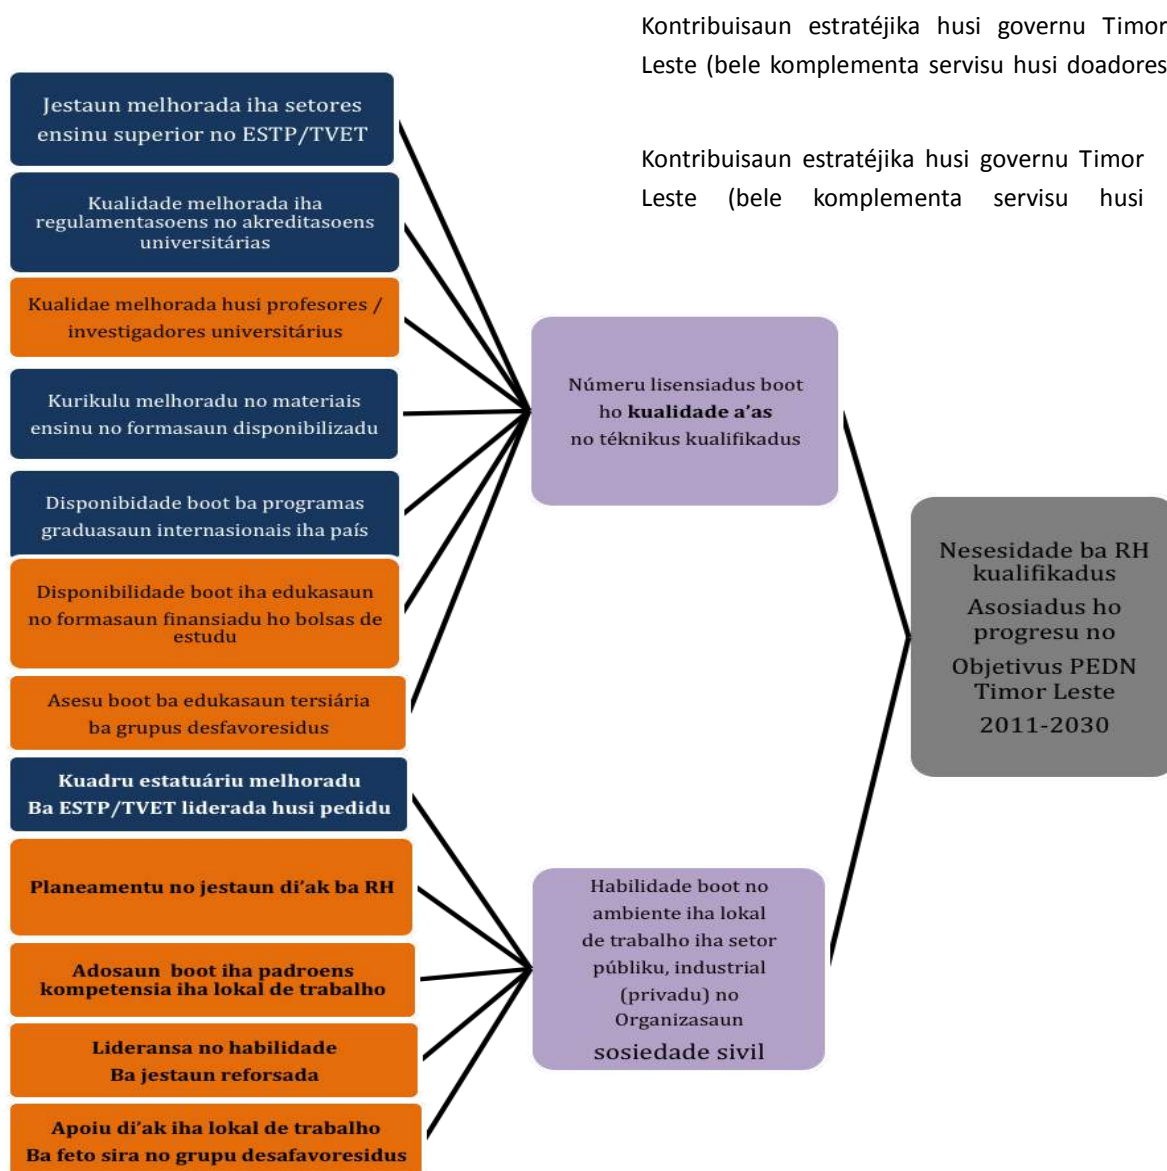 Kontribuisaun estratéjika husi governu Timor
Leste (bele komplementa servisu husi doadores
Kontribuisaun estratéjika husi governu Timor
Leste (bele komplementa servisu husi
Jestaun melhorada iha setores
ensinu superior no ESTP/TVET
Kualidade melhorada iha
regulamentasoens no akreditasoens
universitárias
Kualidae melhorada husi profesores /
investigadores universitárius
Kurikulu melhoradu no materiais
ensinu no formasaun disponibilizadu
Disponibidade boot ba programas
graduasaun internasionais iha país
Disponibilidade boot iha edukasaun
no formasaun finansiadu ho bolsas de
estudu
Asesu boot ba edukasaun tersiária
ba grupus desfavoresidus
Kuadru estatuáriu melhoradu
Ba ESTP/TVET liderada husi pedidu
Planeamentu no jestaun di’ak ba RH
Adosaun boot iha padroens
kompetensia iha lokal de trabalho
Lideransa no habilidade
Ba jestaun reforsada
Apoiu di’ak iha lokal de trabalho
Ba feto sira no grupu desafavoresidus
Númeru lisensiadus boot
ho kualidade a’as
no téknikus kualifikadus
Habilidade boot no
ambiente iha lokal
de trabalho iha setor
públiku, industrial
(privadu) no
Organizasaun
sosiedade sivil
Nesesidade ba RH
kualifikadus
Asosiadus ho
progresu no
Objetivus PEDN
Timor Leste
2011-2030